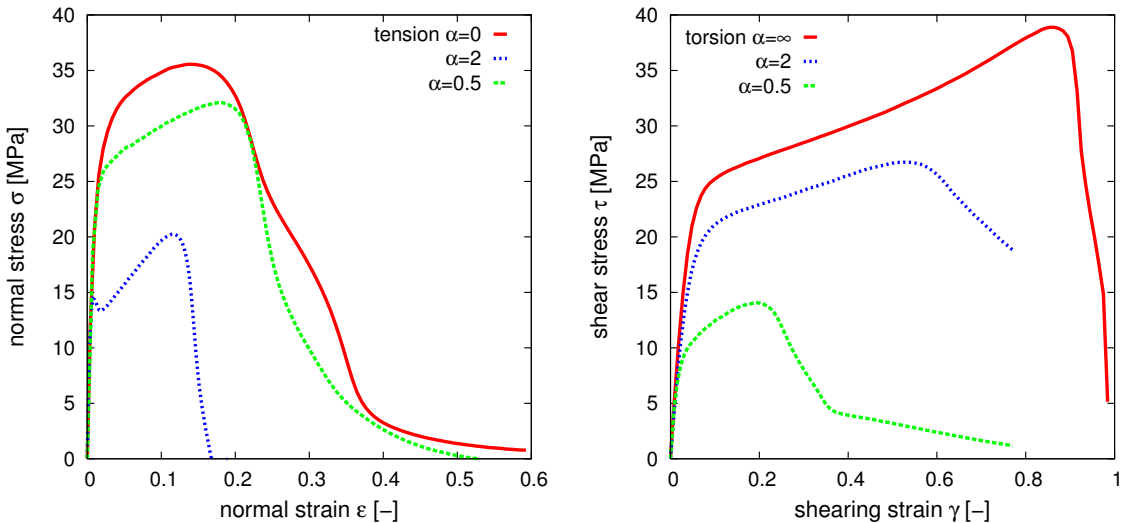 normal stress σ [MPa]
40
35
30
25
20
15
10
5
0
0 0.1 0.2 0.3 0.4 0.5 0.6
normal strain ε [–]
tension α=0
α=2
α=0.5
shear stress τ [MPa]
40
35
30
25
20
15
10
5
0
0 0.2 0.4 0.6 0.8 1
shearing strain γ [–]
torsion α=∞
α=2
α=0.5